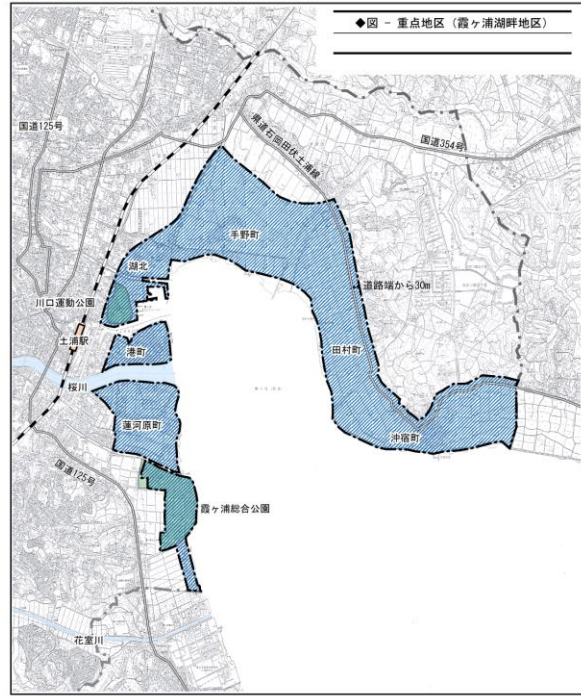 ◆図 - 重点地区（霞ヶ浦湖畔地区）
国道125号
国道354号
県道石岡田伏土浦線
手野町
湖北
道路端から30m
川口運動公園
土浦駅
港町
田村町
桜川
蓮河原町
沖宿町
国道125号
霞ヶ浦総合公園
花室川